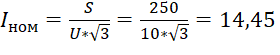 I_ном = S / (U*√3) = 250 / (10*√3) = 14,45